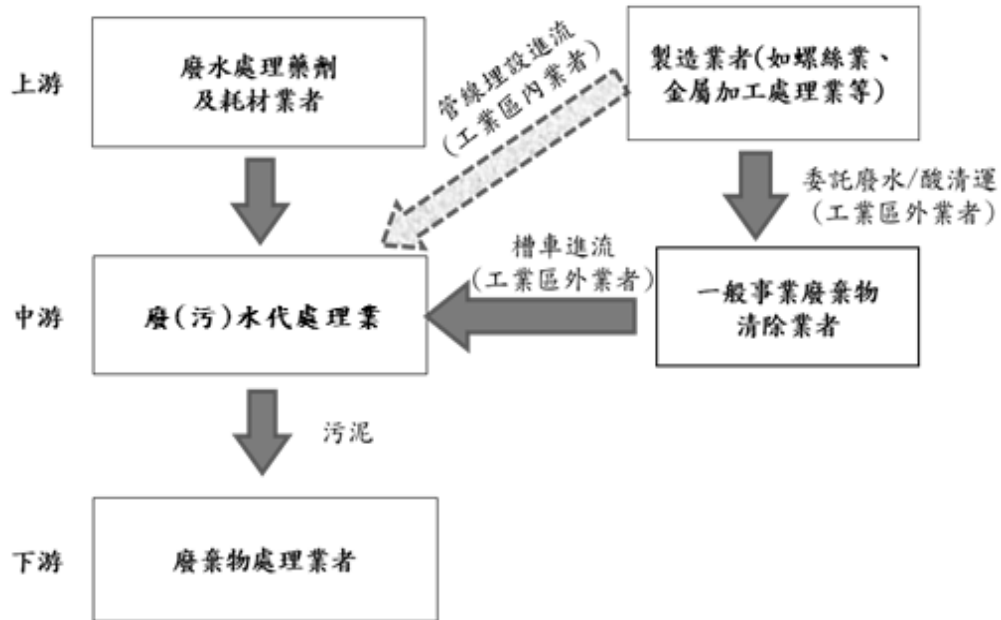 上游
廢水處理藥劑
及耗材業者
管線埋設進流
(工業區內業者)
製造業者(如螺絲業、
金屬加工處理業等)
委託廢水/酸清運
(工業區外業者)
中游
廢(污)水代處理業
槽車進流
(工業區外業者)
一般事業廢棄物
清除業者
污泥
下游
廢棄物處理業者